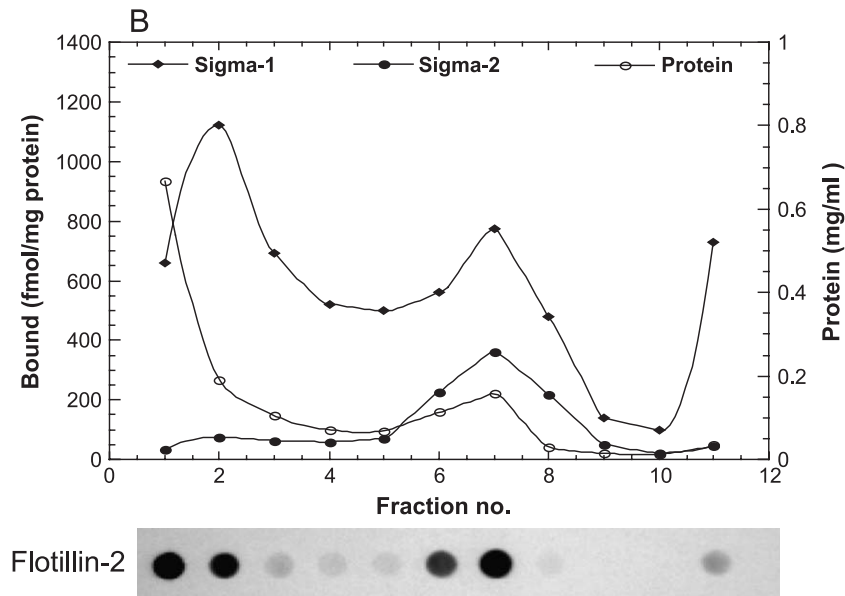 B
1400
1200
1000
800
600
400
200
0
Bound (fmol/mg protein)
Sigma-1 Sigma-2 Protein
1
0.8
0.6
0.4
0.2
0
Protein (mg/ml)
0 2 4 6 8 10 12
Fraction no.
Flotillin-2